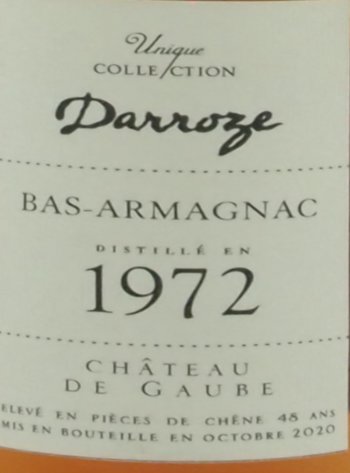 Unique
COLLECTION
Darroze
BAS-ARMAGNAC
DISTILLÉ EN
1972
CHÂTEAU
DE GAUBE
ELEVÉ EN PIÈCES DE CHÊNE 48 ANS
MIS EN BOUTEILLE EN OCTOBRE 2020